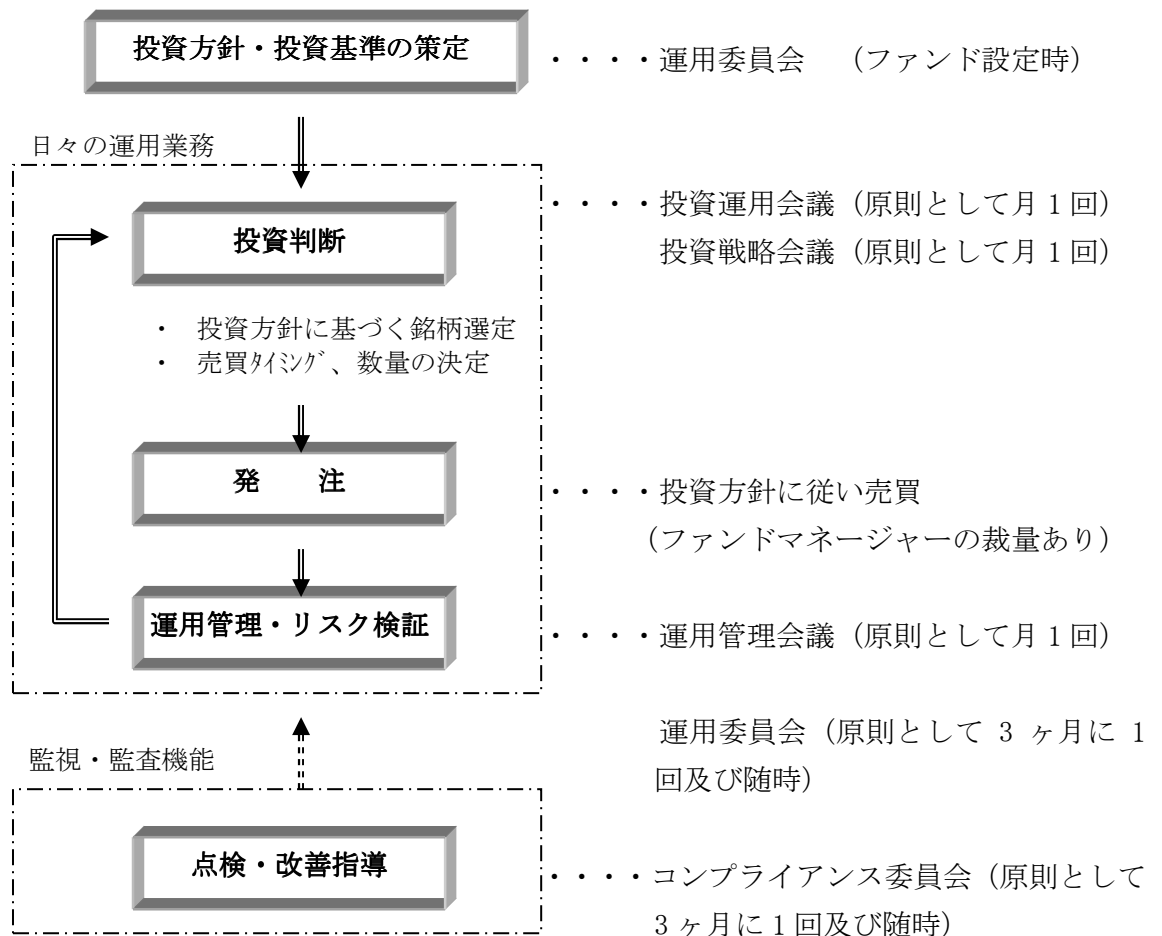 投資方針・投資基準の策定
・・・・運用委員会　（ファンド設定時）
日々の運用業務
・・・・投資運用会議（原則として月1回）
投資判断
投資戦略会議（原則として月1回）
・　投資方針に基づく銘柄選定
・　売買ﾀｲﾐﾝｸﾞ、数量の決定
発　　注
・・・・投資方針に従い売買
（ファンドマネージャーの裁量あり）
運用管理・リスク検証
・・・・運用管理会議（原則として月1回）
運用委員会（原則として 3 ヶ月に 1
回及び随時）
監視・監査機能
点検・改善指導
・・・・コンプライアンス委員会（原則として
3ヶ月に1回及び随時）